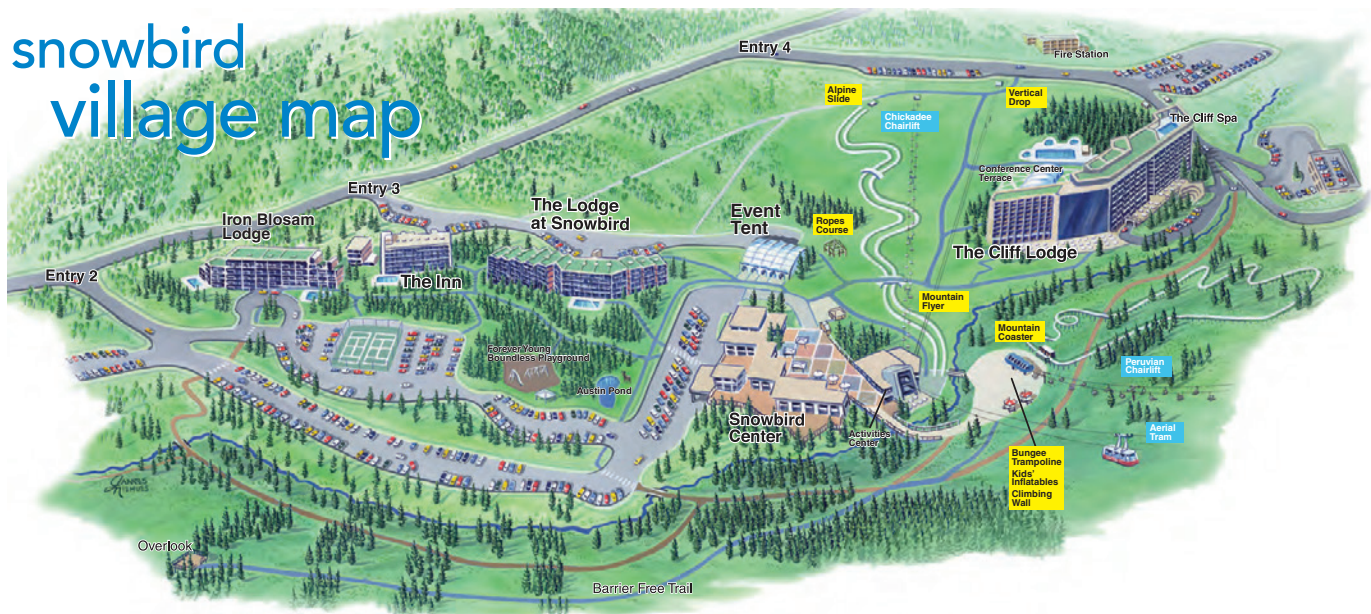 snowbird
village map
Entry 4
Fire Station
Alpine
Slide
Vertical
Drop
Chickadee
Chairlift
The Cliff Spa
Conference Center
Terrace
Entry 3
The Lodge
at Snowbird
Event
Tent
Ropes
Course
Iron Blosam
Lodge
The Cliff Lodge
Entry 2
The Inn
Mountain
Flyer
Mountain
Coaster
Forever Young
Boundless Playground
Peruvian
Chairlift
Austin Pond
Snowbird
Center
Activities
Center
Aerial
Tram
Bungee
Trampoline
Kids'
Inflatables
Climbing
Wall
Overlook
Barrier Free Trail